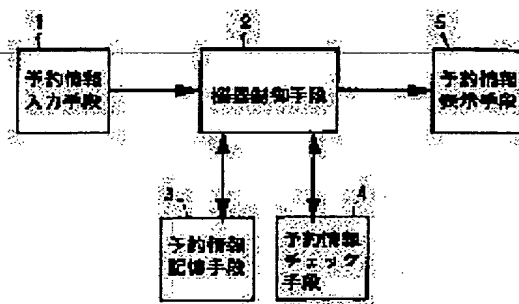 1
予約情報
入力手段
2
機器制御手段
5
予約情報
表示手段
3
予約情報
記憶手段
4
予約情報
チェック
手段